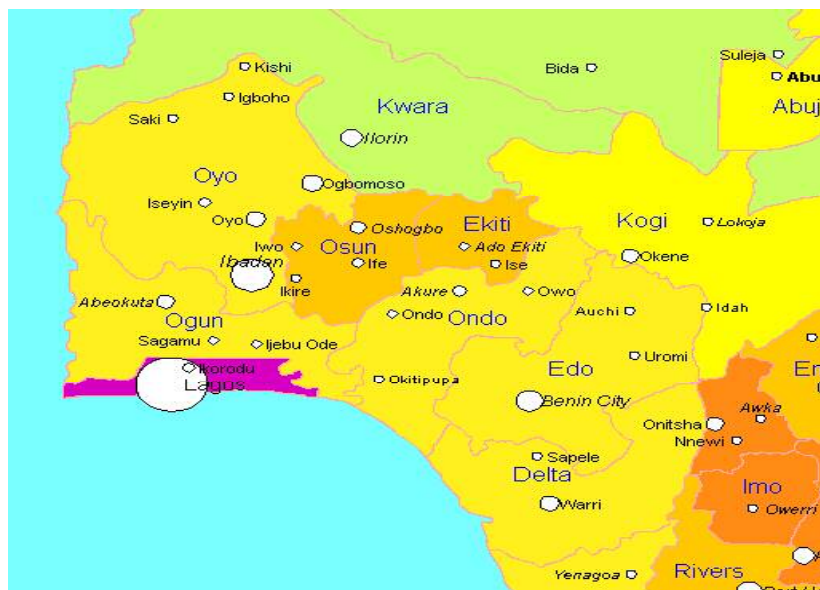 Suleja
Kishi
Bida
Abu
Igboho
Kwara
Abuj
Saki
Ilorin
Oyo
Ogbomoso
Iseyin
Oyo
Ekiti
Kogi
Lokoja
Oshogbo
Iwo
Osun
Ado Ekiti
Okene
Ibadan
Ife
Ise
Ikire
Abeokuta
Akure
Owo
Ogun
Ondo
Ondo
Auchi
Idah
Sagamu
Ijebu Ode
Uromi
Ikorodu
Edo
En
Lagos
Okitipupa
Benin City
Awka
Onitsha
Nnewi
Sapele
Delta
Imo
Warri
Owerri
Yenagoa
Rivers